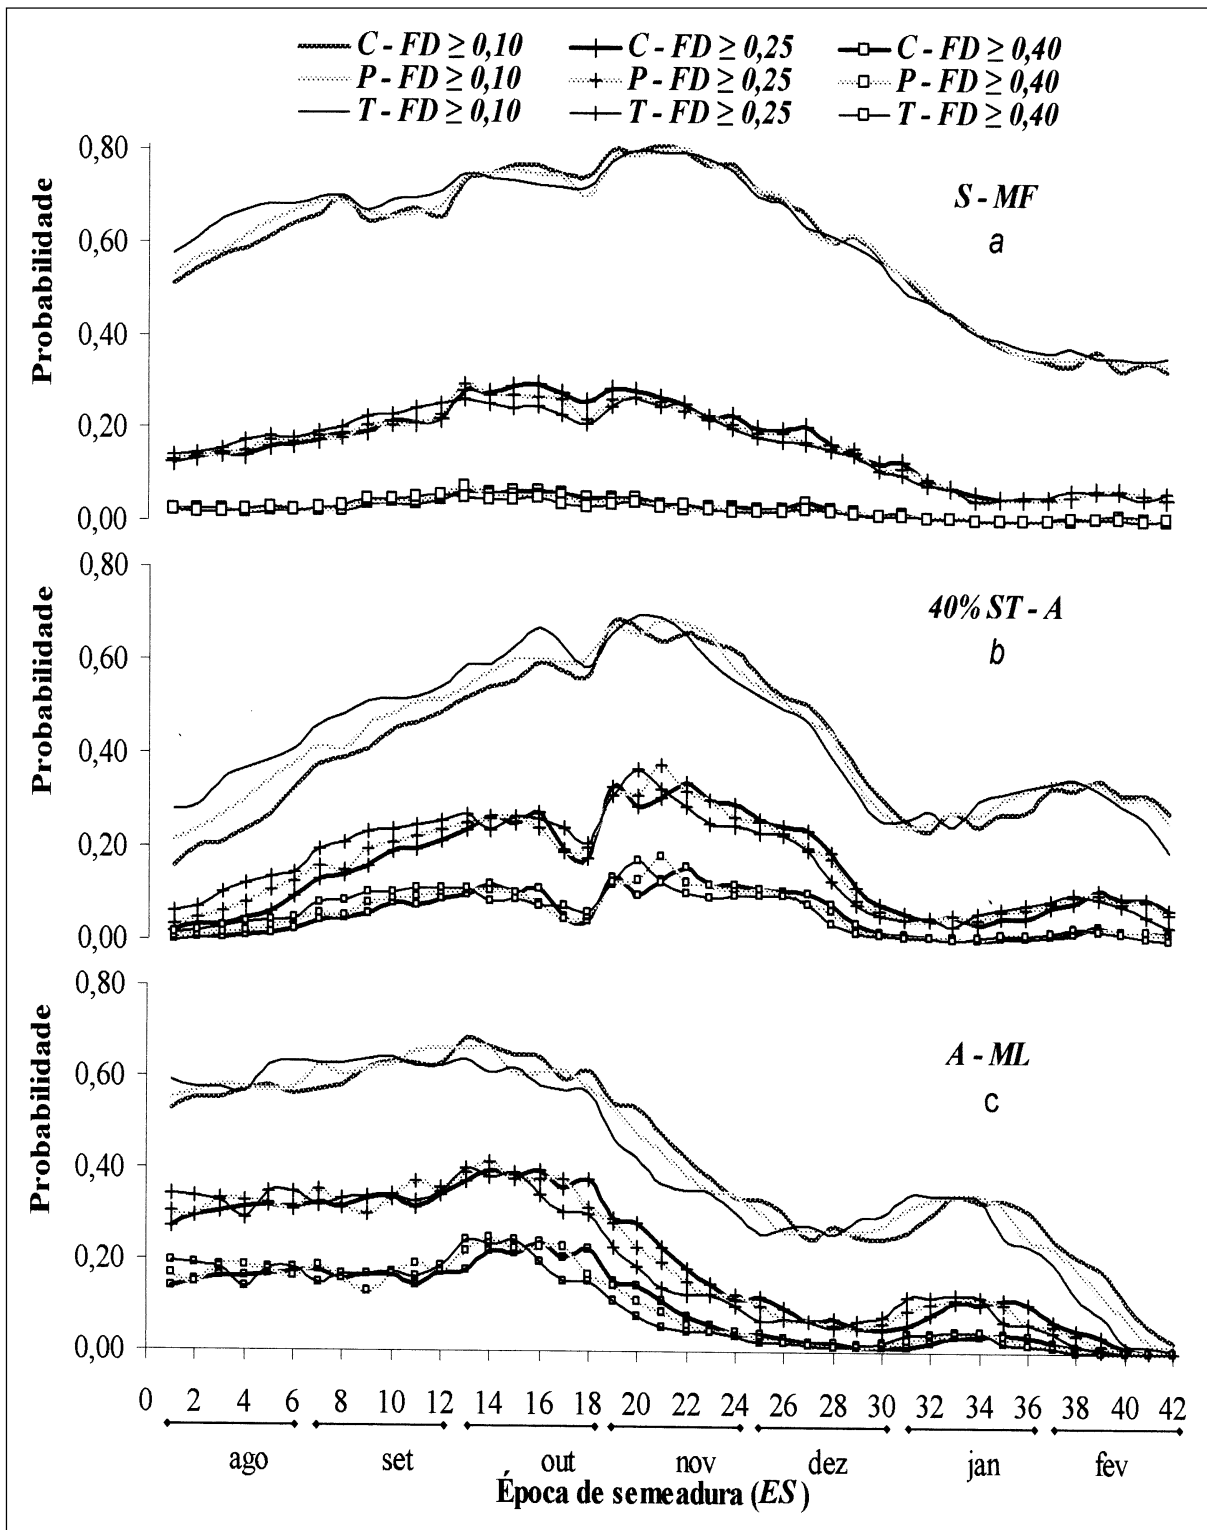 C - FD ≥ 0,10 C - FD ≥ 0,25 C - FD ≥ 0,40
P - FD ≥ 0,10 P - FD ≥ 0,25 P - FD ≥ 0,40
T - FD ≥ 0,10 T - FD ≥ 0,25 T - FD ≥ 0,40
0,80
0,60
0,40
0,20
0,00
Probabilidade
S - MF
a
0,80
0,60
0,40
0,20
0,00
Probabilidade
40% ST - A
b
0,80
0,60
0,40
0,20
0,00
Probabilidade
A - ML
c
0 2 4 6 8 10 12 14 16 18 20 22 24 26 28 30 32 34 36 38 40 42
ago set out nov dez jan fev
Época de semeadura (ES)